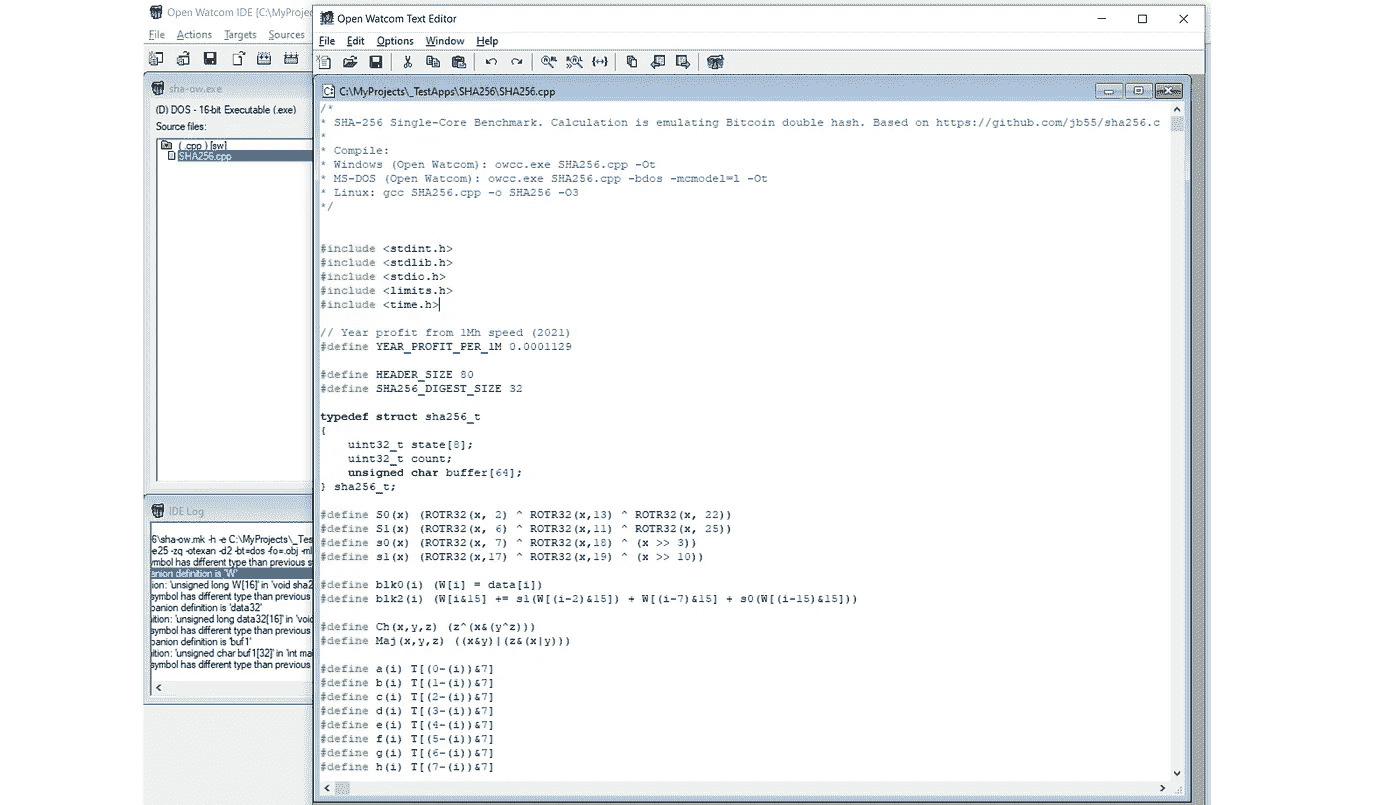 Open Watcom IDE [C:\MyProjec
File Actions Targets Sources
sha-ow.exe
(D) DOS - 16-bit Executable (.exe)
Source files:
(.cpp) [sw]
SHA256.cpp
IDE Log
6\sha-ow.mk -h -e C:\MyProjects\_Tes
e25 -zq -otexan -d2 -bt=dos -fo=.obj -ml
ymbol has different type than previous s
anion definition is 'W'
ion: 'unsigned long W[16]' in 'void sha2
symbol has different type than previous
panion definition is 'data32'
ition: 'unsigned long data32[16]' in 'void
symbol has different type than previous
panion definition is 'buf1'
ition: 'unsigned char buf1[32]' in 'int ma
symbol has different type than previous
Open Watcom Text Editor
File Edit Options Window Help
C:\MyProjects\_TestApps\SHA256\SHA256.cpp
/*
* SHA-256 Single-Core Benchmark. Calculation is emulating Bitcoin double hash. Based on https://github.com/jb55/sha256.c
*
* Compile:
* Windows (Open Watcom): owcc.exe SHA256.cpp -Ot
* MS-DOS (Open Watcom): owcc.exe SHA256.cpp -bdos -mcmodel=l -Ot
* Linux: gcc SHA256.cpp -o SHA256 -O3
*/
#include <stdint.h>
#include <stdlib.h>
#include <stdio.h>
#include <limits.h>
#include <time.h>
// Year profit from 1Mh speed (2021)
#define YEAR_PROFIT_PER_1M 0.0001129
#define HEADER_SIZE 80
#define SHA256_DIGEST_SIZE 32
typedef struct sha256_t
{
uint32_t state[8];
uint32_t count;
unsigned char buffer[64];
} sha256_t;
#define S0(x) (ROTR32(x, 2) ^ ROTR32(x,13) ^ ROTR32(x, 22))
#define S1(x) (ROTR32(x, 6) ^ ROTR32(x,11) ^ ROTR32(x, 25))
#define s0(x) (ROTR32(x, 7) ^ ROTR32(x,18) ^ (x >> 3))
#define s1(x) (ROTR32(x,17) ^ ROTR32(x,19) ^ (x >> 10))
#define blk0(i) (W[i] = data[i])
#define blk2(i) (W[i&15] += s1(W[(i-2)&15]) + W[(i-7)&15] + s0(W[(i-15)&15]))
#define Ch(x,y,z) (z^(x&(y^z)))
#define Maj(x,y,z) ((x&y)|(z&(x|y)))
#define a(i) T[(0-(i))&7]
#define b(i) T[(1-(i))&7]
#define c(i) T[(2-(i))&7]
#define d(i) T[(3-(i))&7]
#define e(i) T[(4-(i))&7]
#define f(i) T[(5-(i))&7]
#define g(i) T[(6-(i))&7]
#define h(i) T[(7-(i))&7]